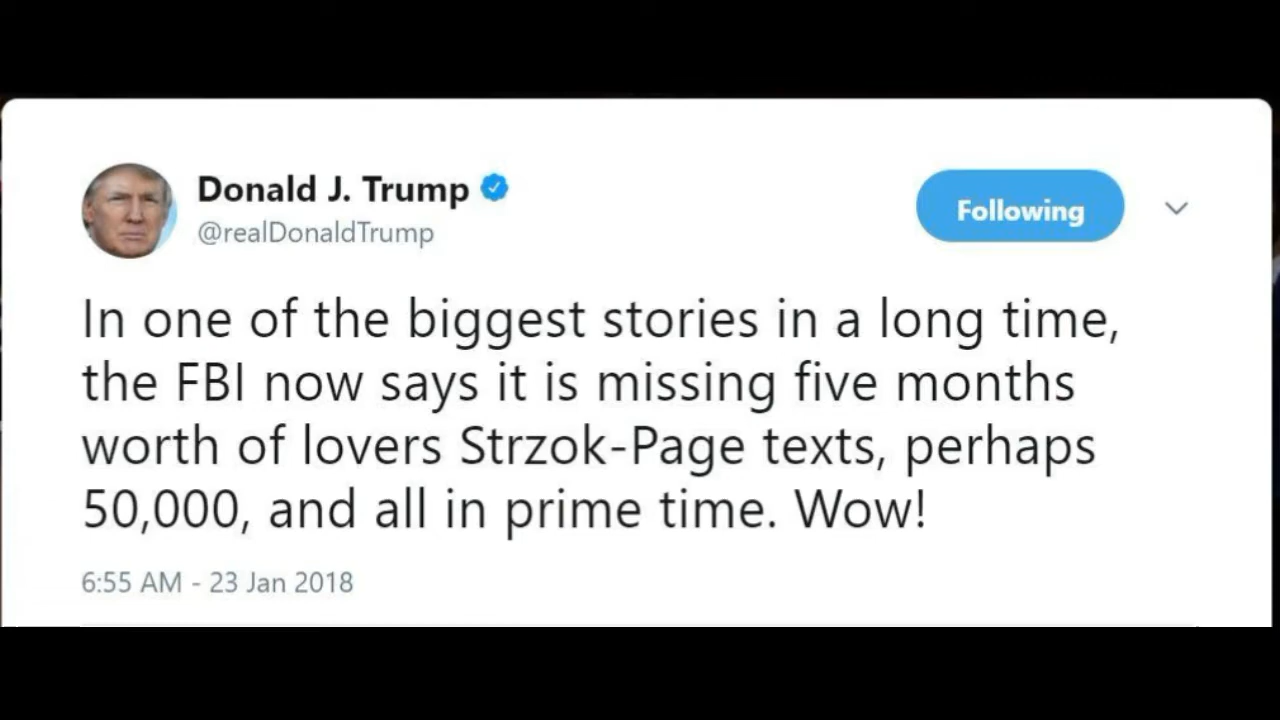 Donald J. Trump
@realDonaldTrump
Following
In one of the biggest stories in a long time,
the FBI now says it is missing five months
worth of lovers Strzok-Page texts, perhaps
50,000, and all in prime time. Wow!
6:55 AM - 23 Jan 2018